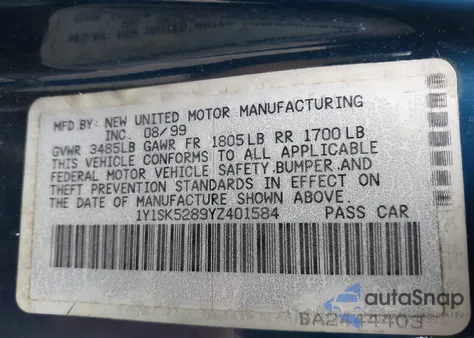 MFD BY: NEW UNITED MOTOR MANUFACTURING
INC. 08/99
GVWR 3485LB GAWR FR 1805LB RR 1700LB
THIS VEHICLE CONFORMS TO ALL APPLICABLE
FEDERAL MOTOR VEHICLE SAFETY.BUMPER.AND
THEFT PREVENTION STANDARDS IN EFFECT ON
THE DATE OF MANUFACTURE SHOWN ABOVE.
1Y1SK5289YZ401584 PASS CAR
autoSnap